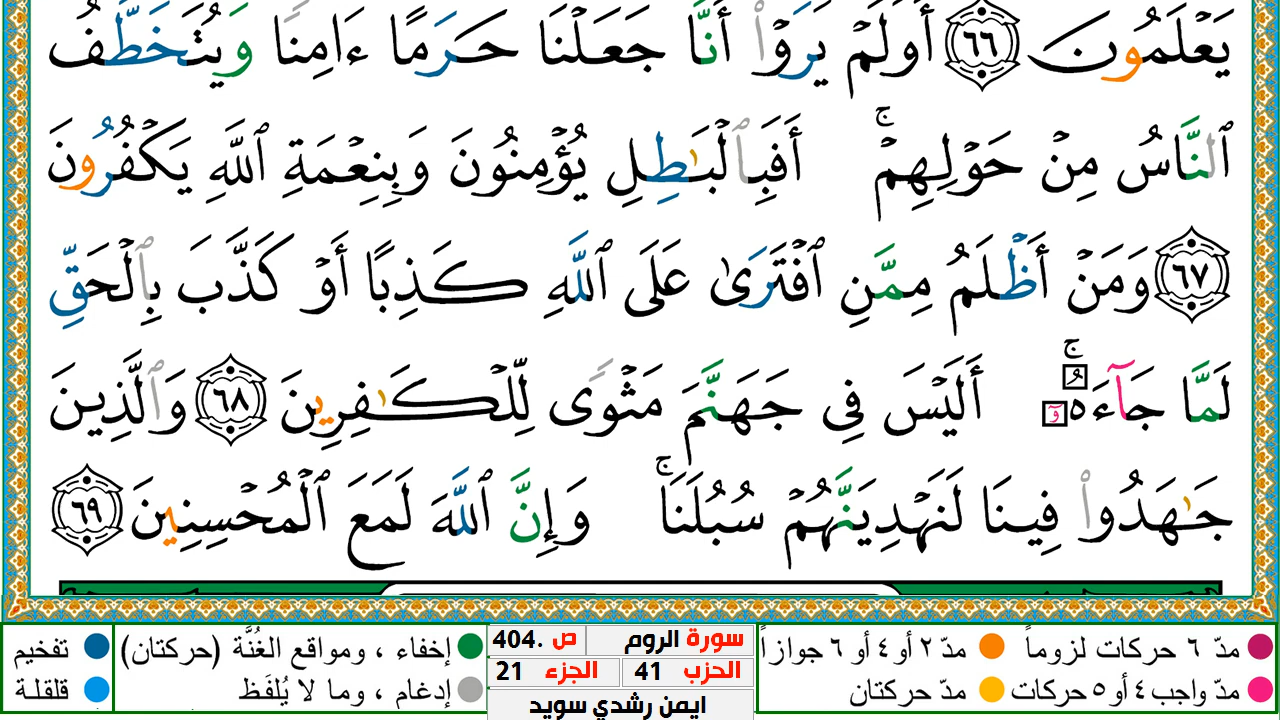 يَعْلَمُونَ ٦٦ أَوَلَمْ يَرَوْا۟ أَنَّا جَعَلْنَا حَرَمًا ءَامِنًا وَيُتَخَطَّفُ
ٱلنَّاسُ مِنْ حَوْلِهِمْ ۚ أَفَبِٱلْبَـٰطِلِ يُؤْمِنُونَ وَبِنِعْمَةِ ٱللَّهِ يَكْفُرُونَ
٦٧ وَمَنْ أَظْلَمُ مِمَّنِ ٱفْتَرَىٰ عَلَى ٱللَّهِ كَذِبًا أَوْ كَذَّبَ بِٱلْحَقِّ
لَمَّا جَآءَهُۥٓ ۚ أَلَيْسَ فِى جَهَنَّمَ مَثْوًى لِّلْكَـٰفِرِينَ ٦٨ وَٱلَّذِينَ
جَـٰهَدُوا۟ فِينَا لَنَهْدِيَنَّهُمْ سُبُلَنَا ۚ وَإِنَّ ٱللَّهَ لَمَعَ ٱلْمُحْسِنِينَ ٦٩
مدّ ٦ حركات لزوماً مدّ ٢ أو ٤ أو ٦ جوازاً
مدّ واجب ٤ أو ٥ حركات مدّ حركتان
سورة الروم ص .404
الحزب 41 الجزء 21
ايمن رشدي سويد
إخفاء ، ومواقع الغُنَّة (حركتان) تفخيم
إدغام ، وما لا يُلفَظ قلقلة